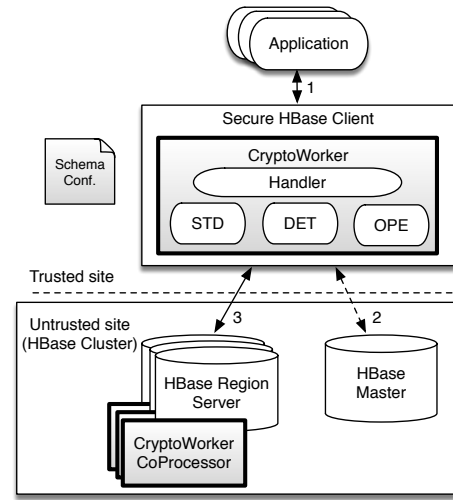 Application
1
Secure HBase Client
CryptoWorker
Handler
STD
DET
OPE
Schema
Conf.
Trusted site
Untrusted site
(HBase Cluster)
3
2
HBase Region
Server
HBase
Master
CryptoWorker
CoProcessor